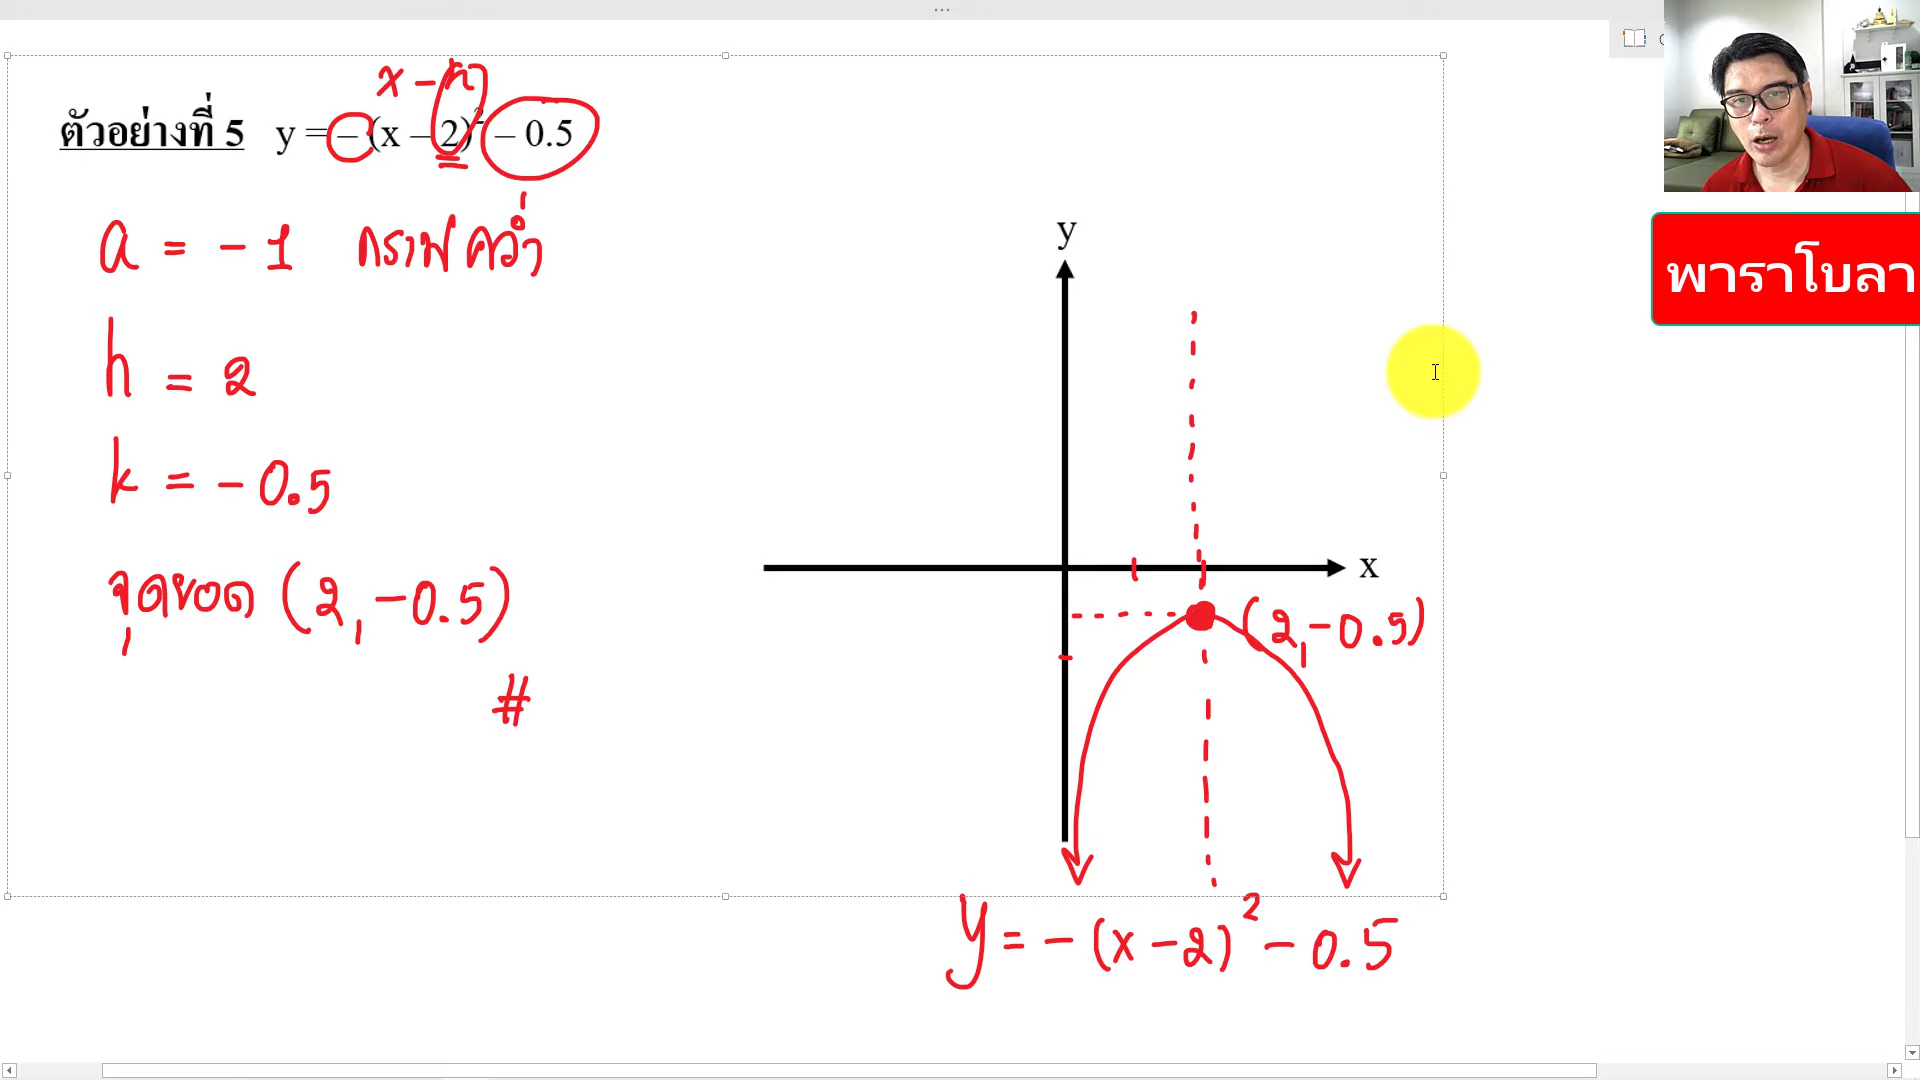 x – h
ตัวอย่างที่ 5 y = – (x – 2)² – 0.5
a = – 1 กราฟคว่ำ
h = 2
k = – 0.5
จุดยอด (2, –0.5)
#
y
x
(2, –0.5)
y = – (x – 2)² – 0.5
พาราโบลา